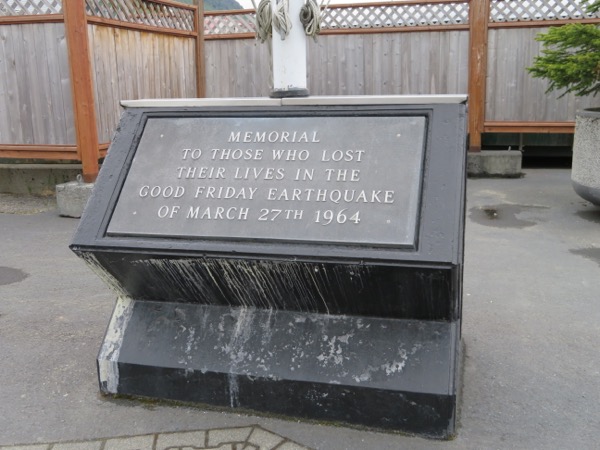 MEMORIAL
TO THOSE WHO LOST
THEIR LIVES IN THE
GOOD FRIDAY EARTHQUAKE
OF MARCH 27TH 1964